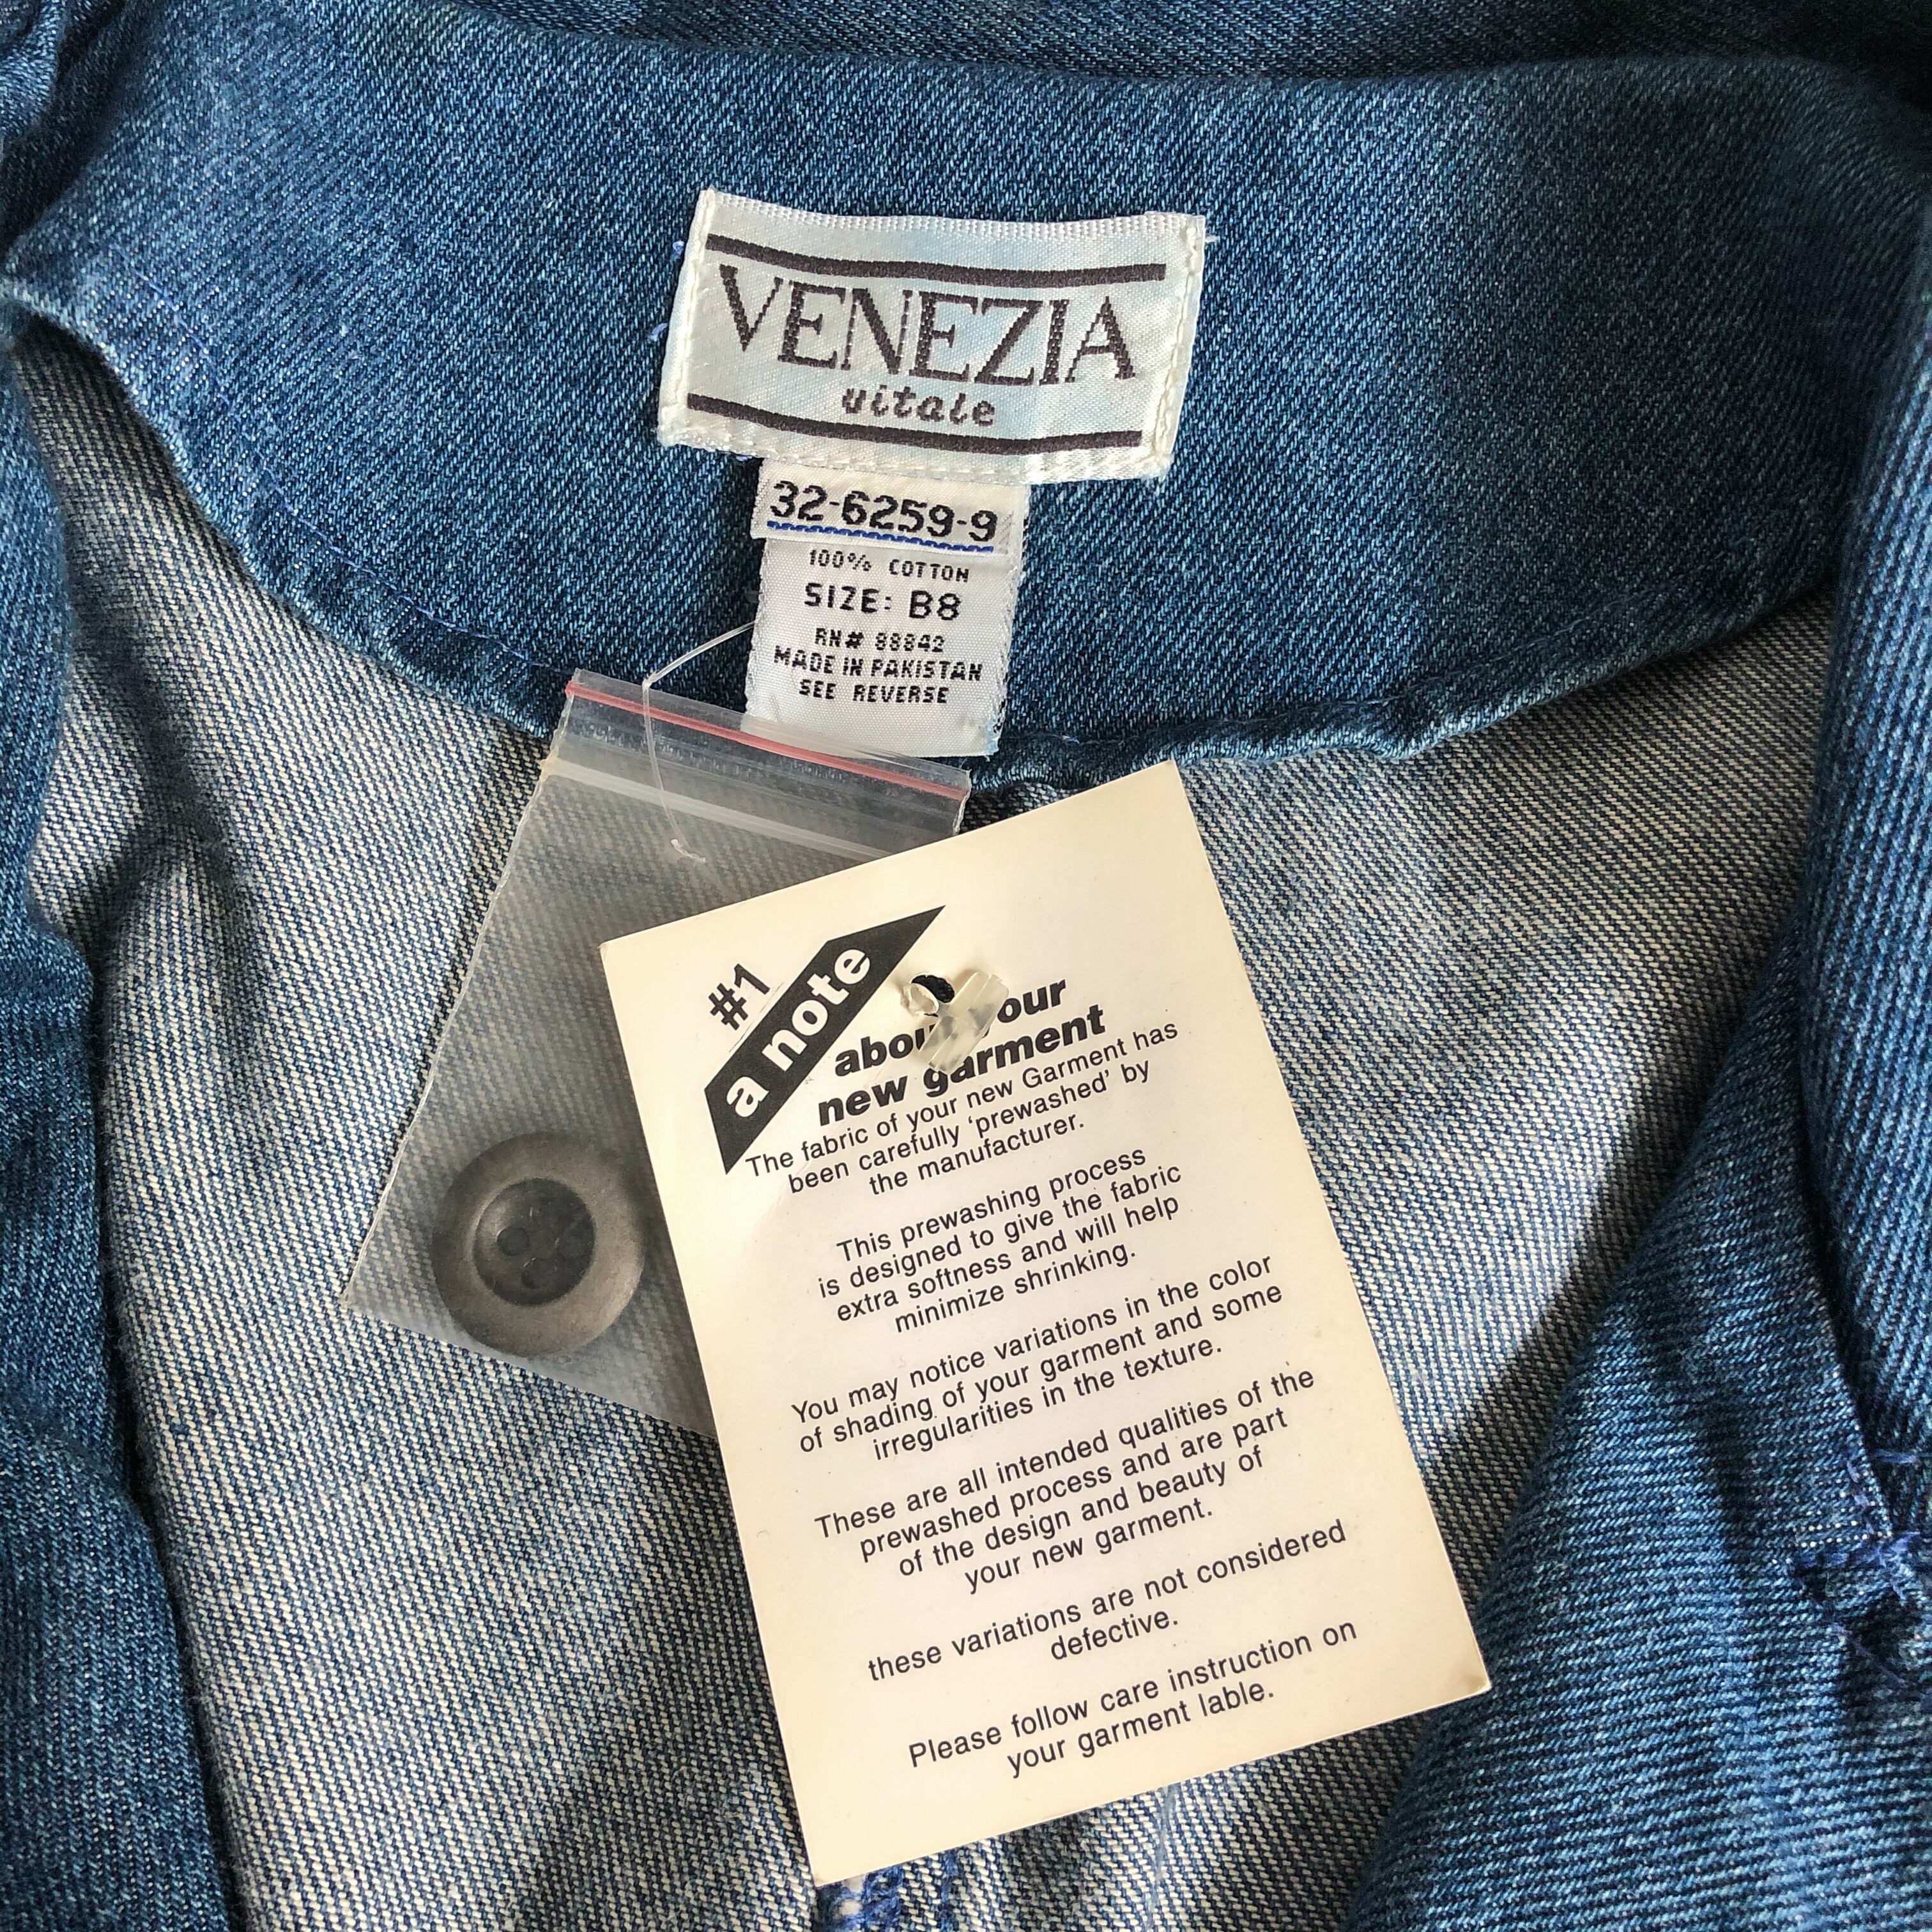 VENEZIA
vitale
32-6259-9
100% COTTON
SIZE: B8
RN# 88842
MADE IN PAKISTAN
SEE REVERSE
#1
a note
new garment
The fabric of your new Garment has
been carefully 'prewashed' by
the manufacturer.
This prewashing process
is designed to give the fabric
extra softness and will help
minimize shrinking.
You may notice variations in the color
of shading of your garment and some
irregularities in the texture.
These are all intended qualities of the
prewashed process and are part
of the design and beauty of
your new garment.
these variations are not considered
defective.
Please follow care instruction on
your garment lable.